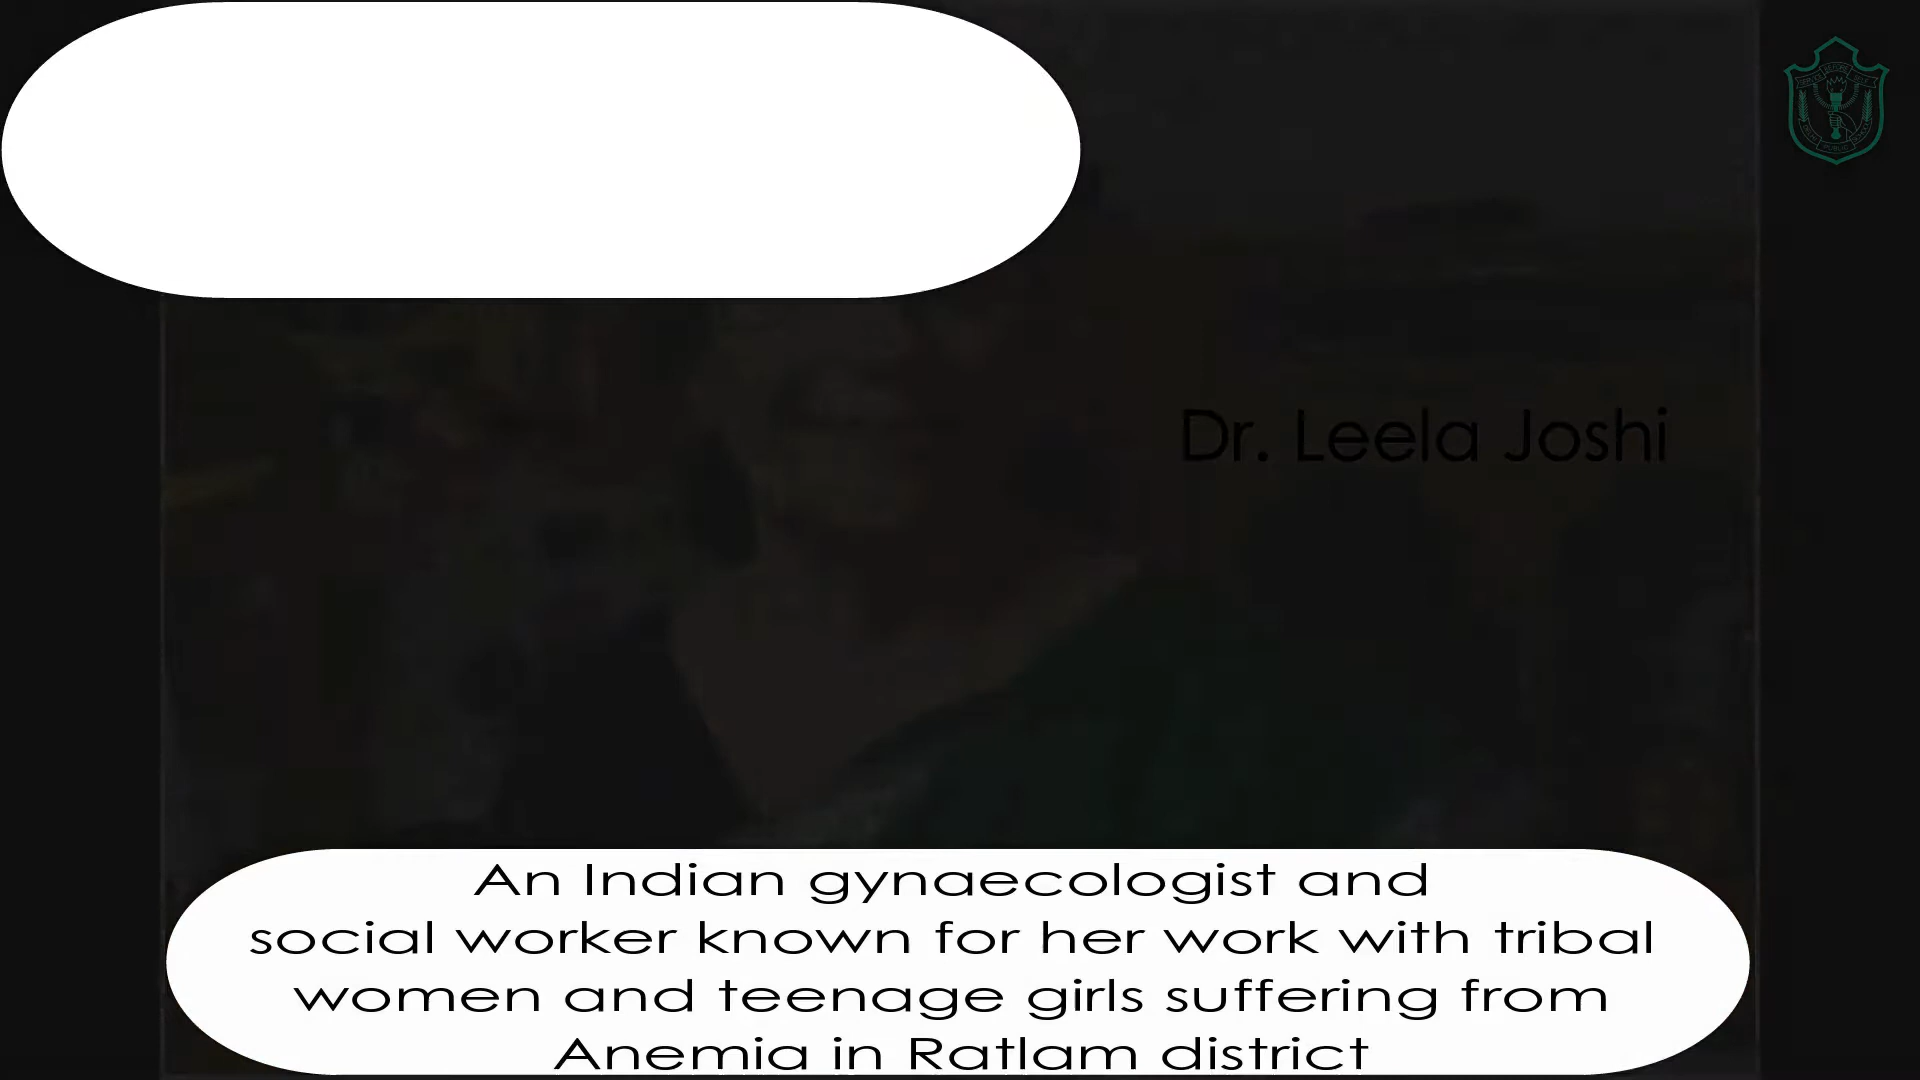 Dr. Leela Joshi
An Indian gynaecologist and
social worker known for her work with tribal
women and teenage girls suffering from
Anemia in Ratlam district